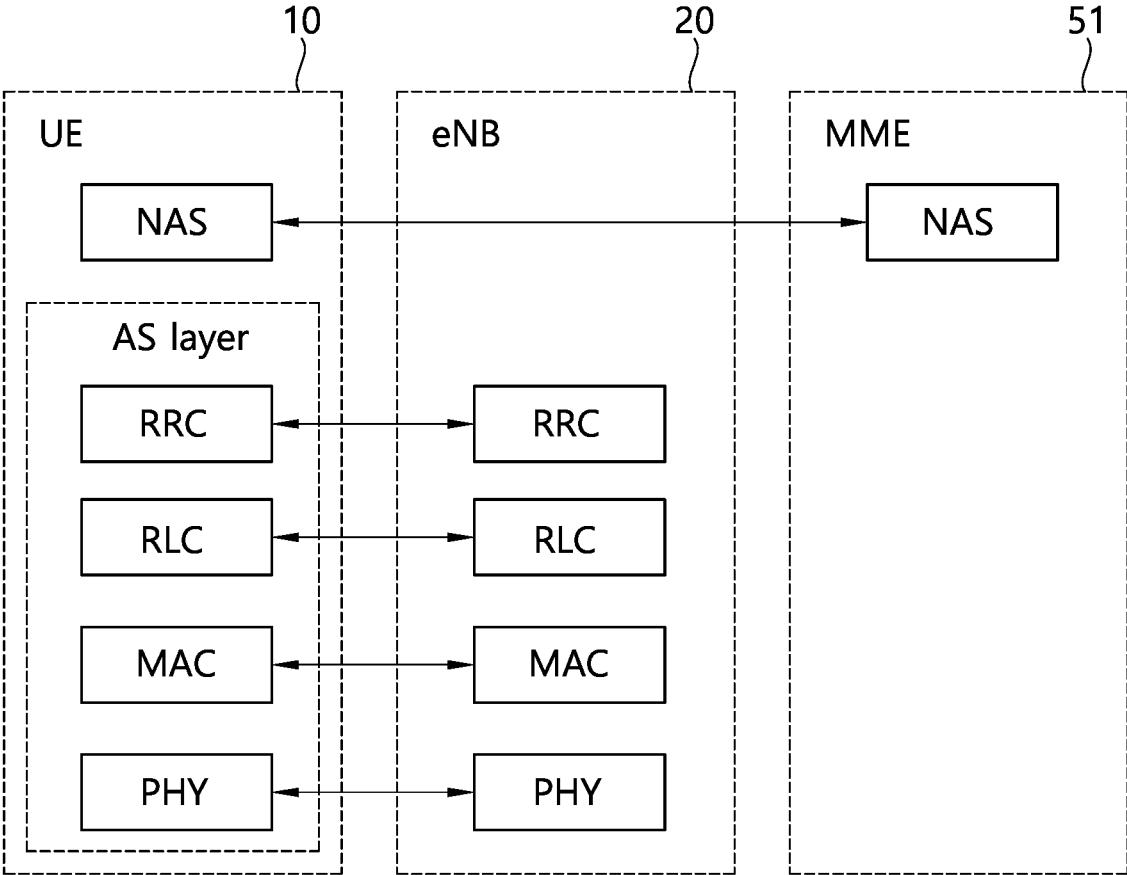 10 20 51
UE eNB MME
NAS NAS
AS layer
RRC RRC
RLC RLC
MAC MAC
PHY PHY